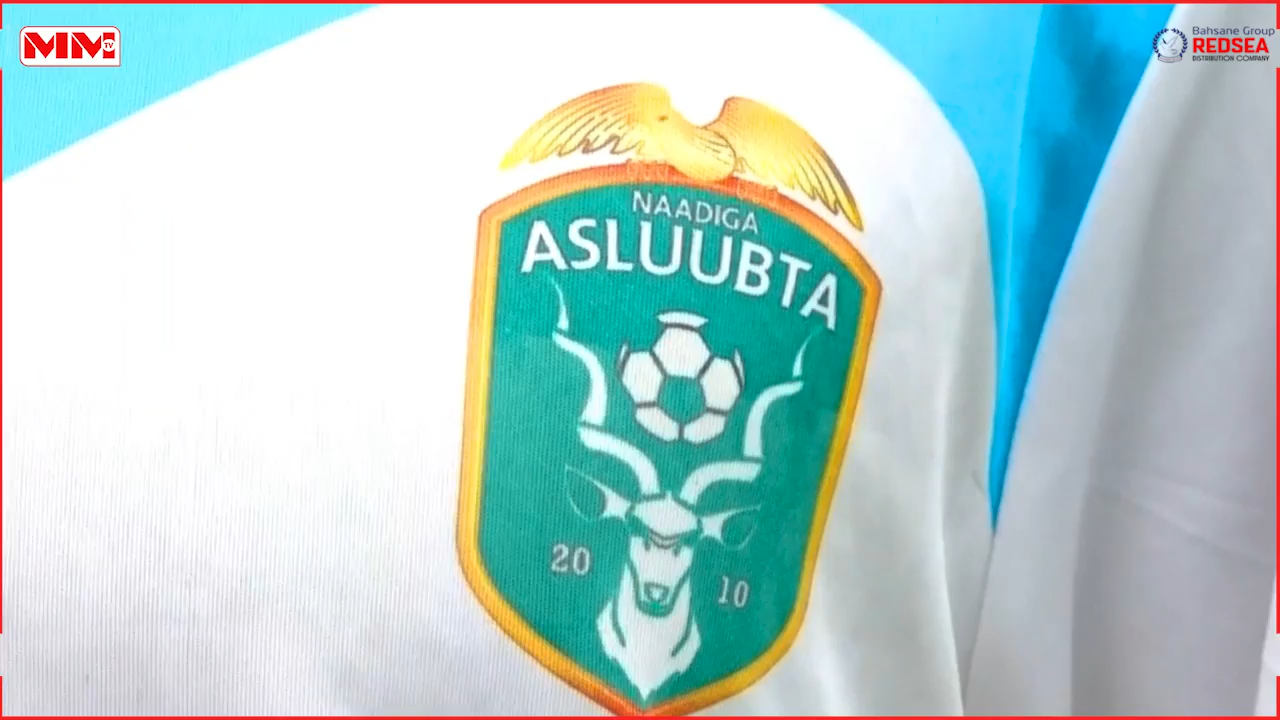 MM TV
Bahsane Group
REDSEA
DISTRIBUTION COMPANY
NAADIGA
ASLUUBTA
20 10